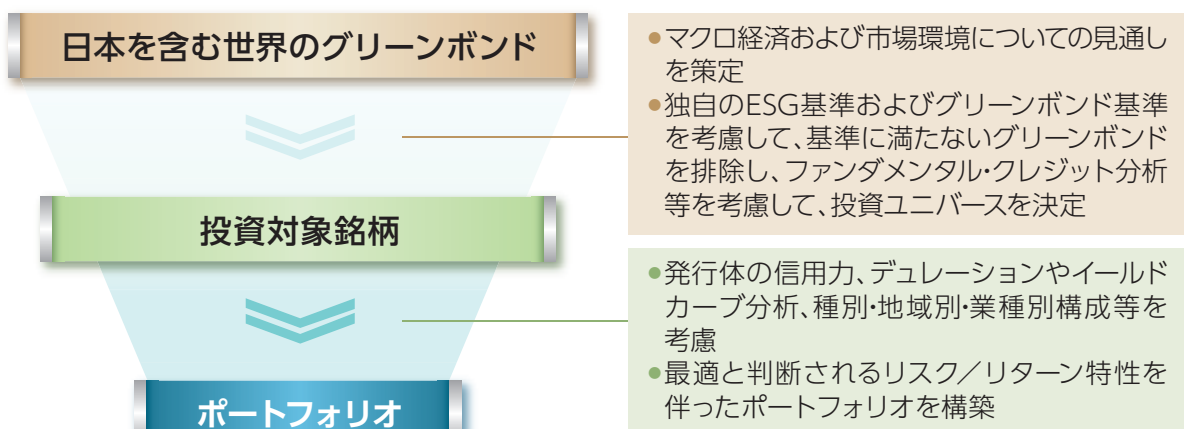 日本を含む世界のグリーンボンド
●マクロ経済および市場環境についての見通し
を策定
●独自のESG基準およびグリーンボンド基準
を考慮して、基準に満たないグリーンボンド
を排除し、ファンダメンタル・クレジット分析
等を考慮して、投資ユニバースを決定
投資対象銘柄
●発行体の信用力、デュレーションやイールド
カーブ分析、種別・地域別・業種別構成等を
考慮
●最適と判断されるリスク／リターン特性を
伴ったポートフォリオを構築
ポートフォリオ